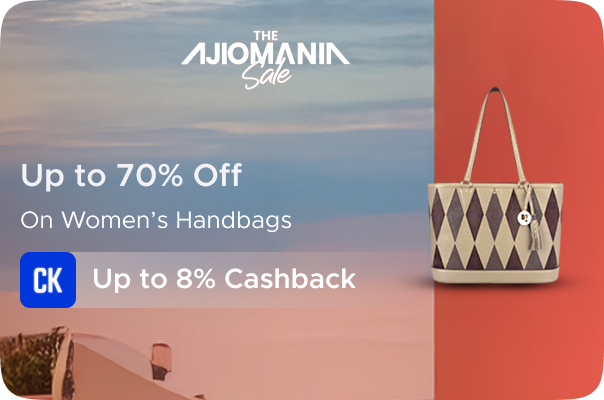 THE
AJIOMANIA
Sale
Up to 70% Off
On Women's Handbags
CK
Up to 8% Cashback